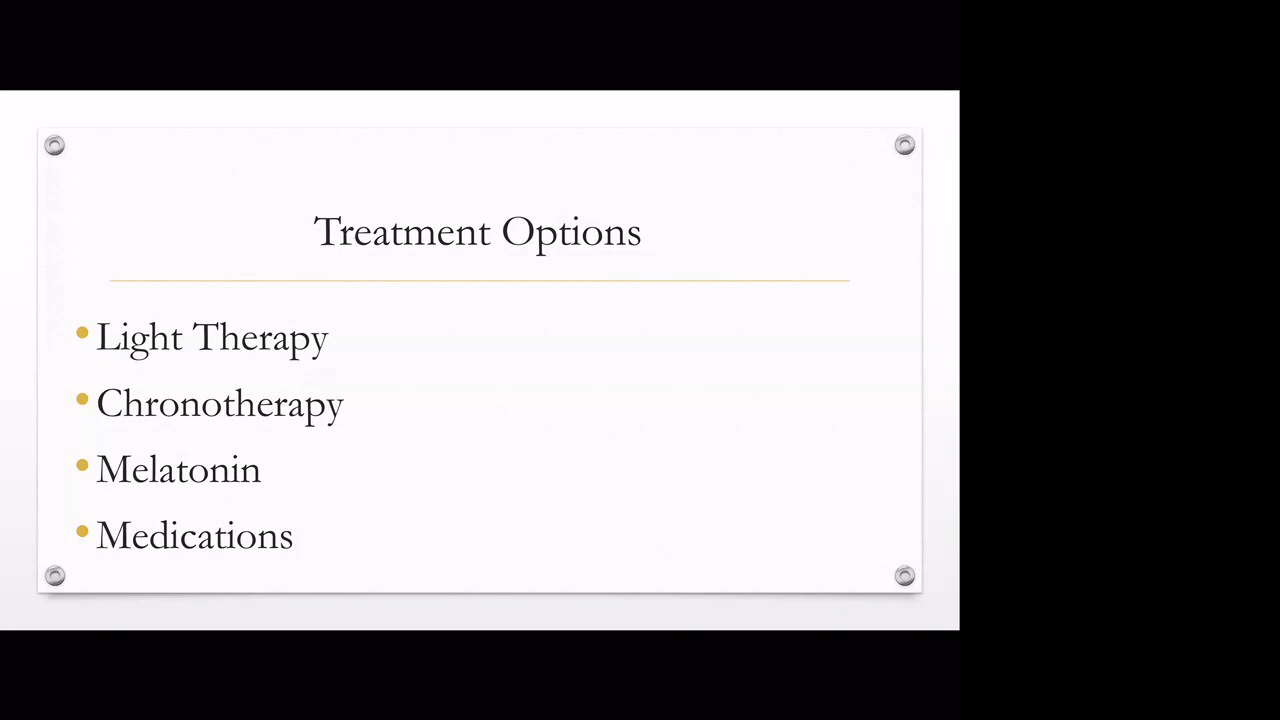 Treatment Options
• Light Therapy
• Chronotherapy
• Melatonin
• Medications